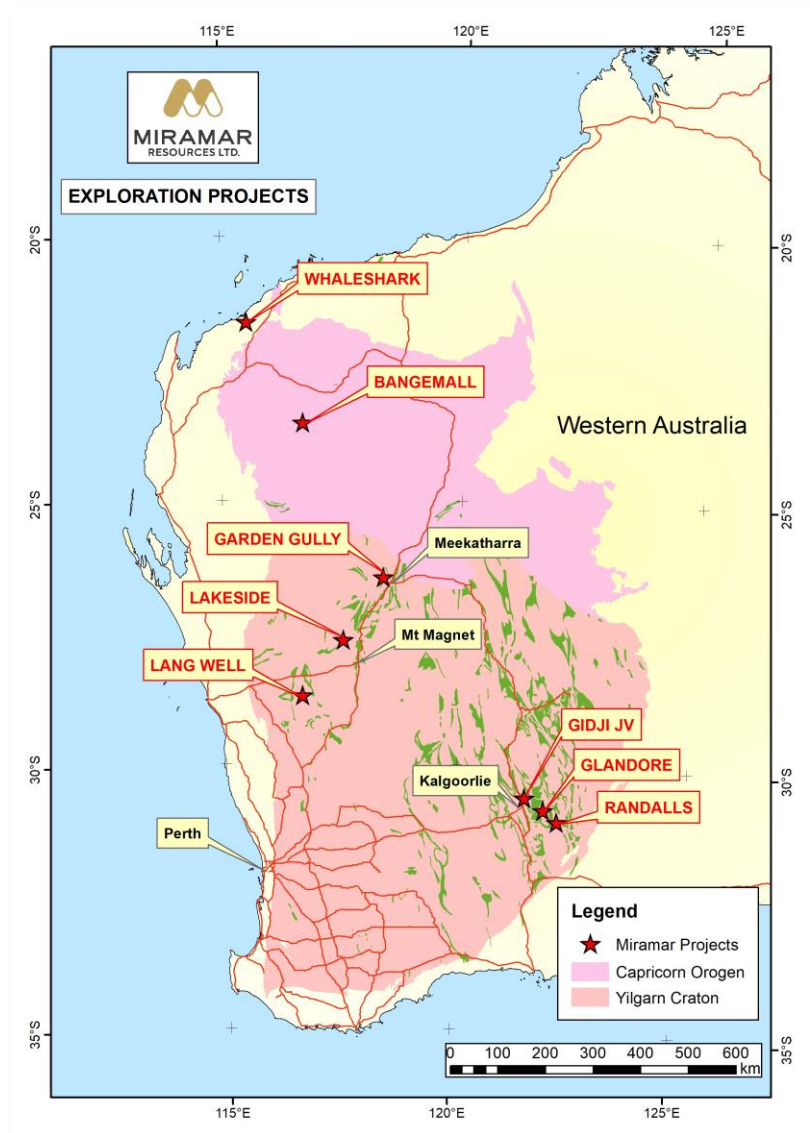 115°E
120°E
125°E
MIRAMAR
RESOURCES LTD.
EXPLORATION PROJECTS
20°S
20°S
WHALESHARK
BANGEMALL
Western Australia
25°S
25°S
GARDEN GULLY
Meekatharra
LAKESIDE
Mt Magnet
LANG WELL
GIDJI JV
30°S
30°S
Kalgoorlie
GLANDORE
RANDALLS
Perth
Legend
Miramar Projects
Capricorn Orogen
Yilgarn Craton
35°S
35°S
0 100 200 300 400 500 600
km
115°E
120°E
125°E